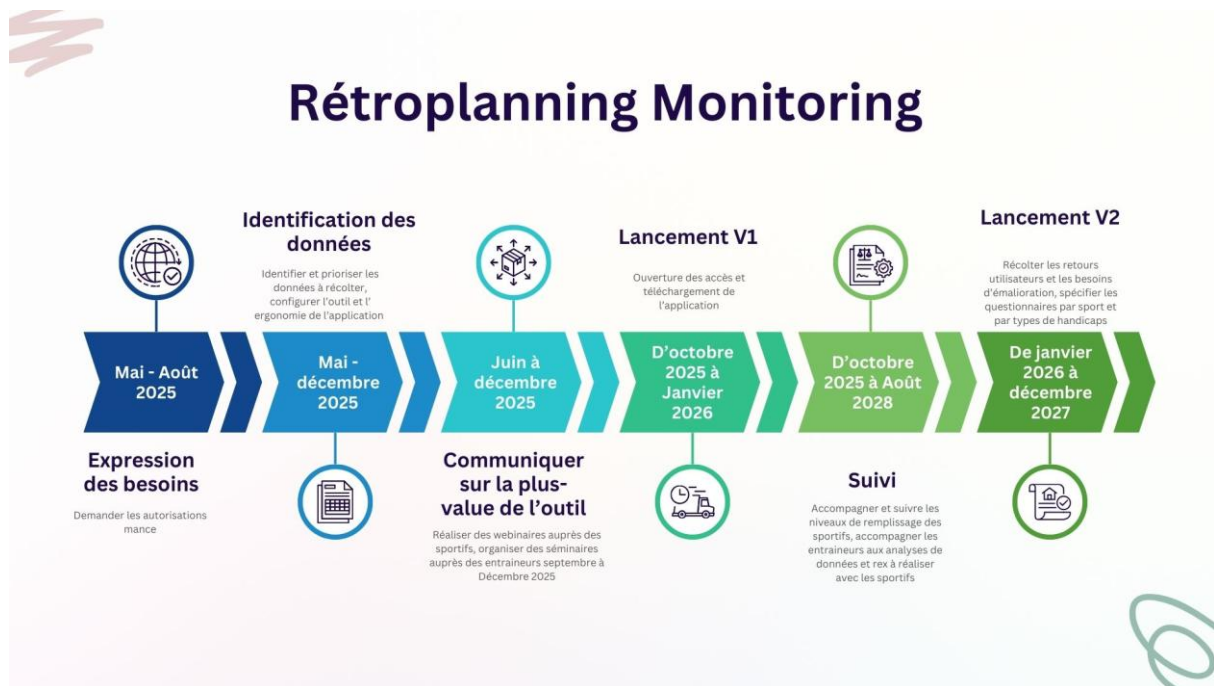 Rétroplanning Monitoring
Identification des
données
Identifier et prioriser les
données à récolter,
configurer l'outil et l'
ergonomie de l'application
Lancement V1
Ouverture des accès et
téléchargement de
l'application
Lancement V2
Récolter les retours
utilisateurs et les besoins
d'émalioration, spécifier les
questionnaires par sport et
par types de handicaps
Mai - Août
2025
Mai -
décembre
2025
Juin à
décembre
2025
D'octobre
2025 à
Janvier
2026
D'octobre
2025 à Août
2028
De janvier
2026 à
décembre
2027
Expression
des besoins
Demander les autorisations
mance
Communiquer
sur la plus-
value de l'outil
Réaliser des webinaires auprès des
sportifs, organiser des séminaires
auprès des entraineurs septembre à
Décembre 2025
Suivi
Accompagner et suivre les
niveaux de remplissage des
sportifs, accompagner les
entraineurs aux analyses de
données et rex à réaliser
avec les sportifs